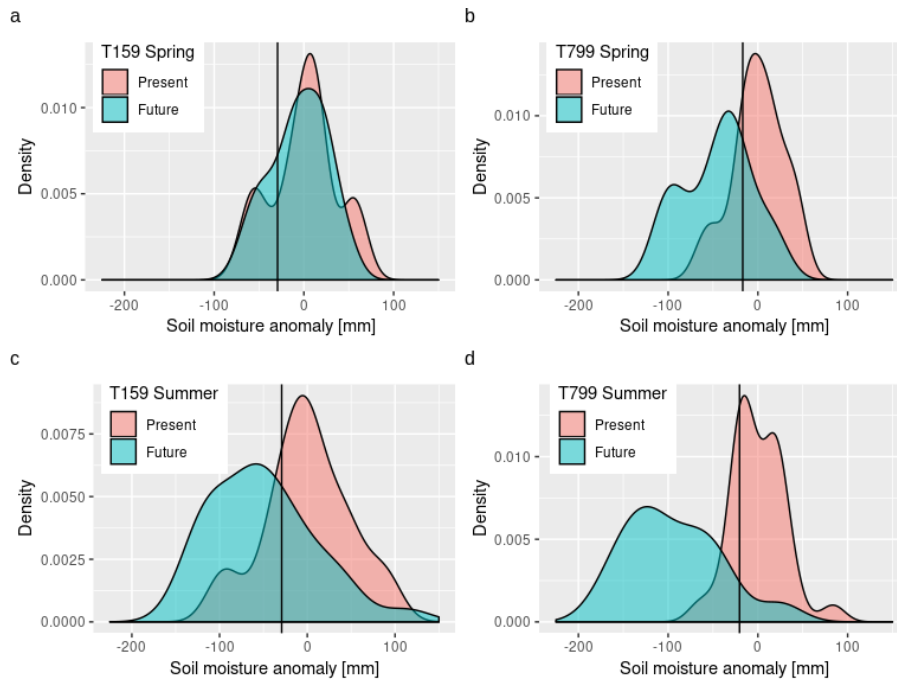 a
T159 Spring
Present
Future
0.010
0.005
0.000
Density
-200
-100
0
100
Soil moisture anomaly [mm]
b
T799 Spring
Present
Future
0.010
0.005
0.000
Density
-200
-100
0
100
Soil moisture anomaly [mm]
c
T159 Summer
Present
Future
0.0075
0.0050
0.0025
0.0000
Density
-200
-100
0
100
Soil moisture anomaly [mm]
d
T799 Summer
Present
Future
0.010
0.005
0.000
Density
-200
-100
0
100
Soil moisture anomaly [mm]